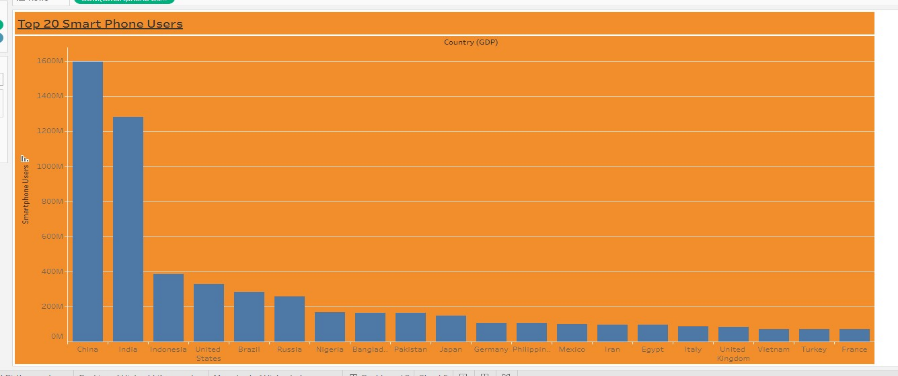 Top 20 Smart Phone Users
Country (GDP)
Smartphone Users
1600M
1400M
1200M
1000M
800M
600M
400M
200M
0M
China India Indonesia United States Brazil Russia Nigeria Banglad.. Pakistan Japan Germany Philippin.. Mexico Iran Egypt Italy United Kingdom Vietnam Turkey France